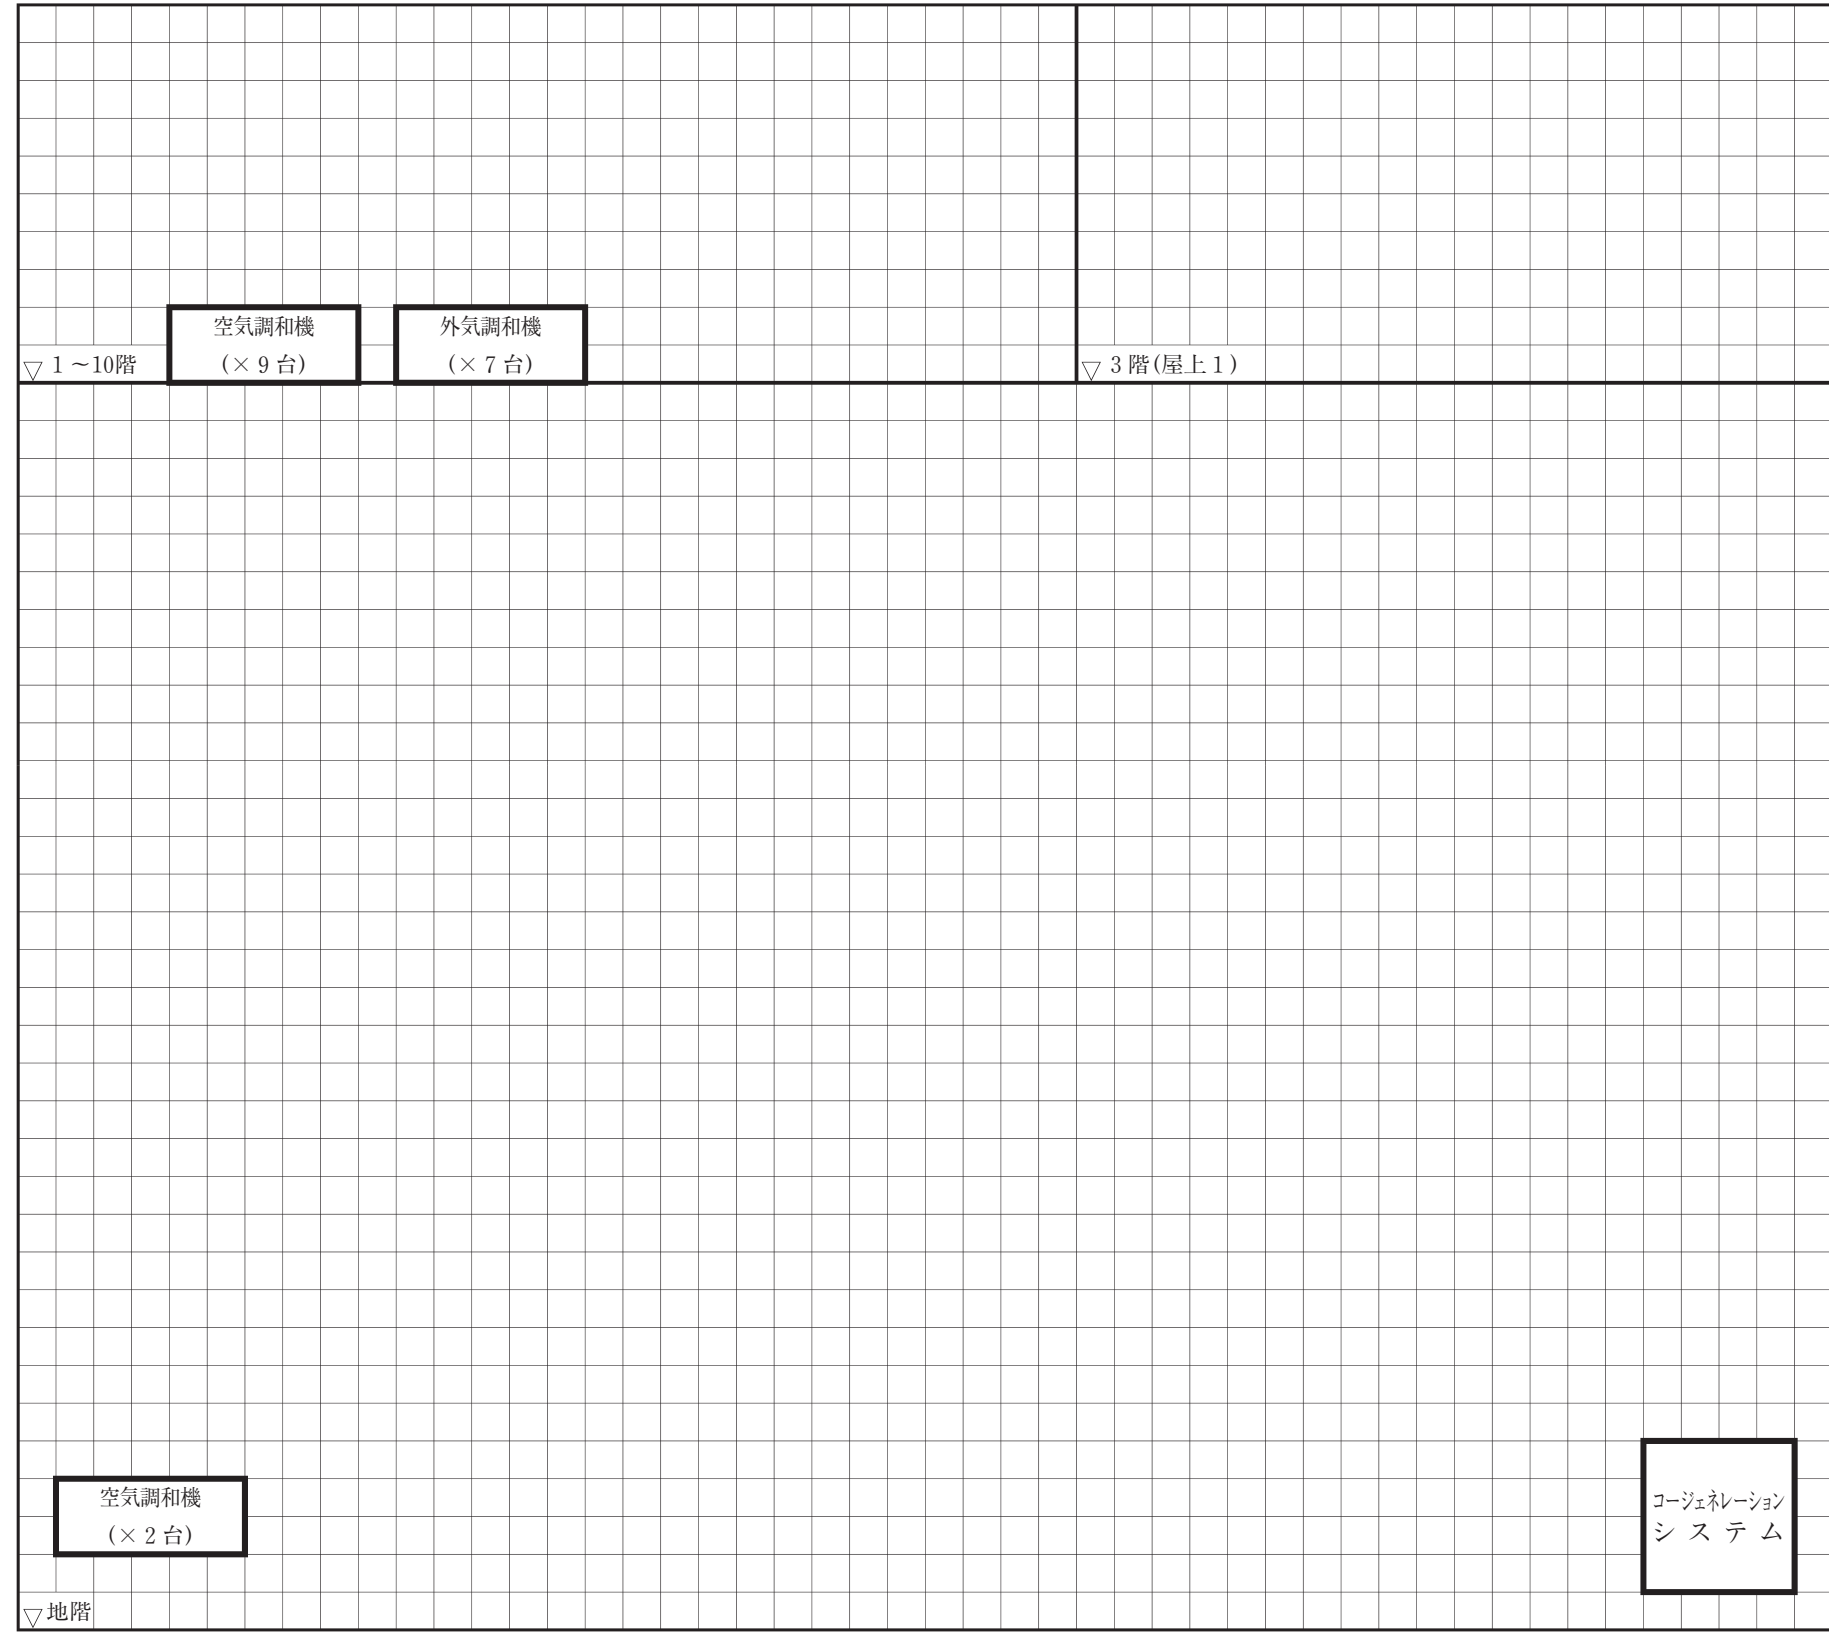 空気調和機
(× 9 台)
外気調和機
(× 7 台)
▽ 1 ～10階
▽ 3 階(屋上 1 )
空気調和機
(× 2 台)
コージェネレーション
システム
▽地階